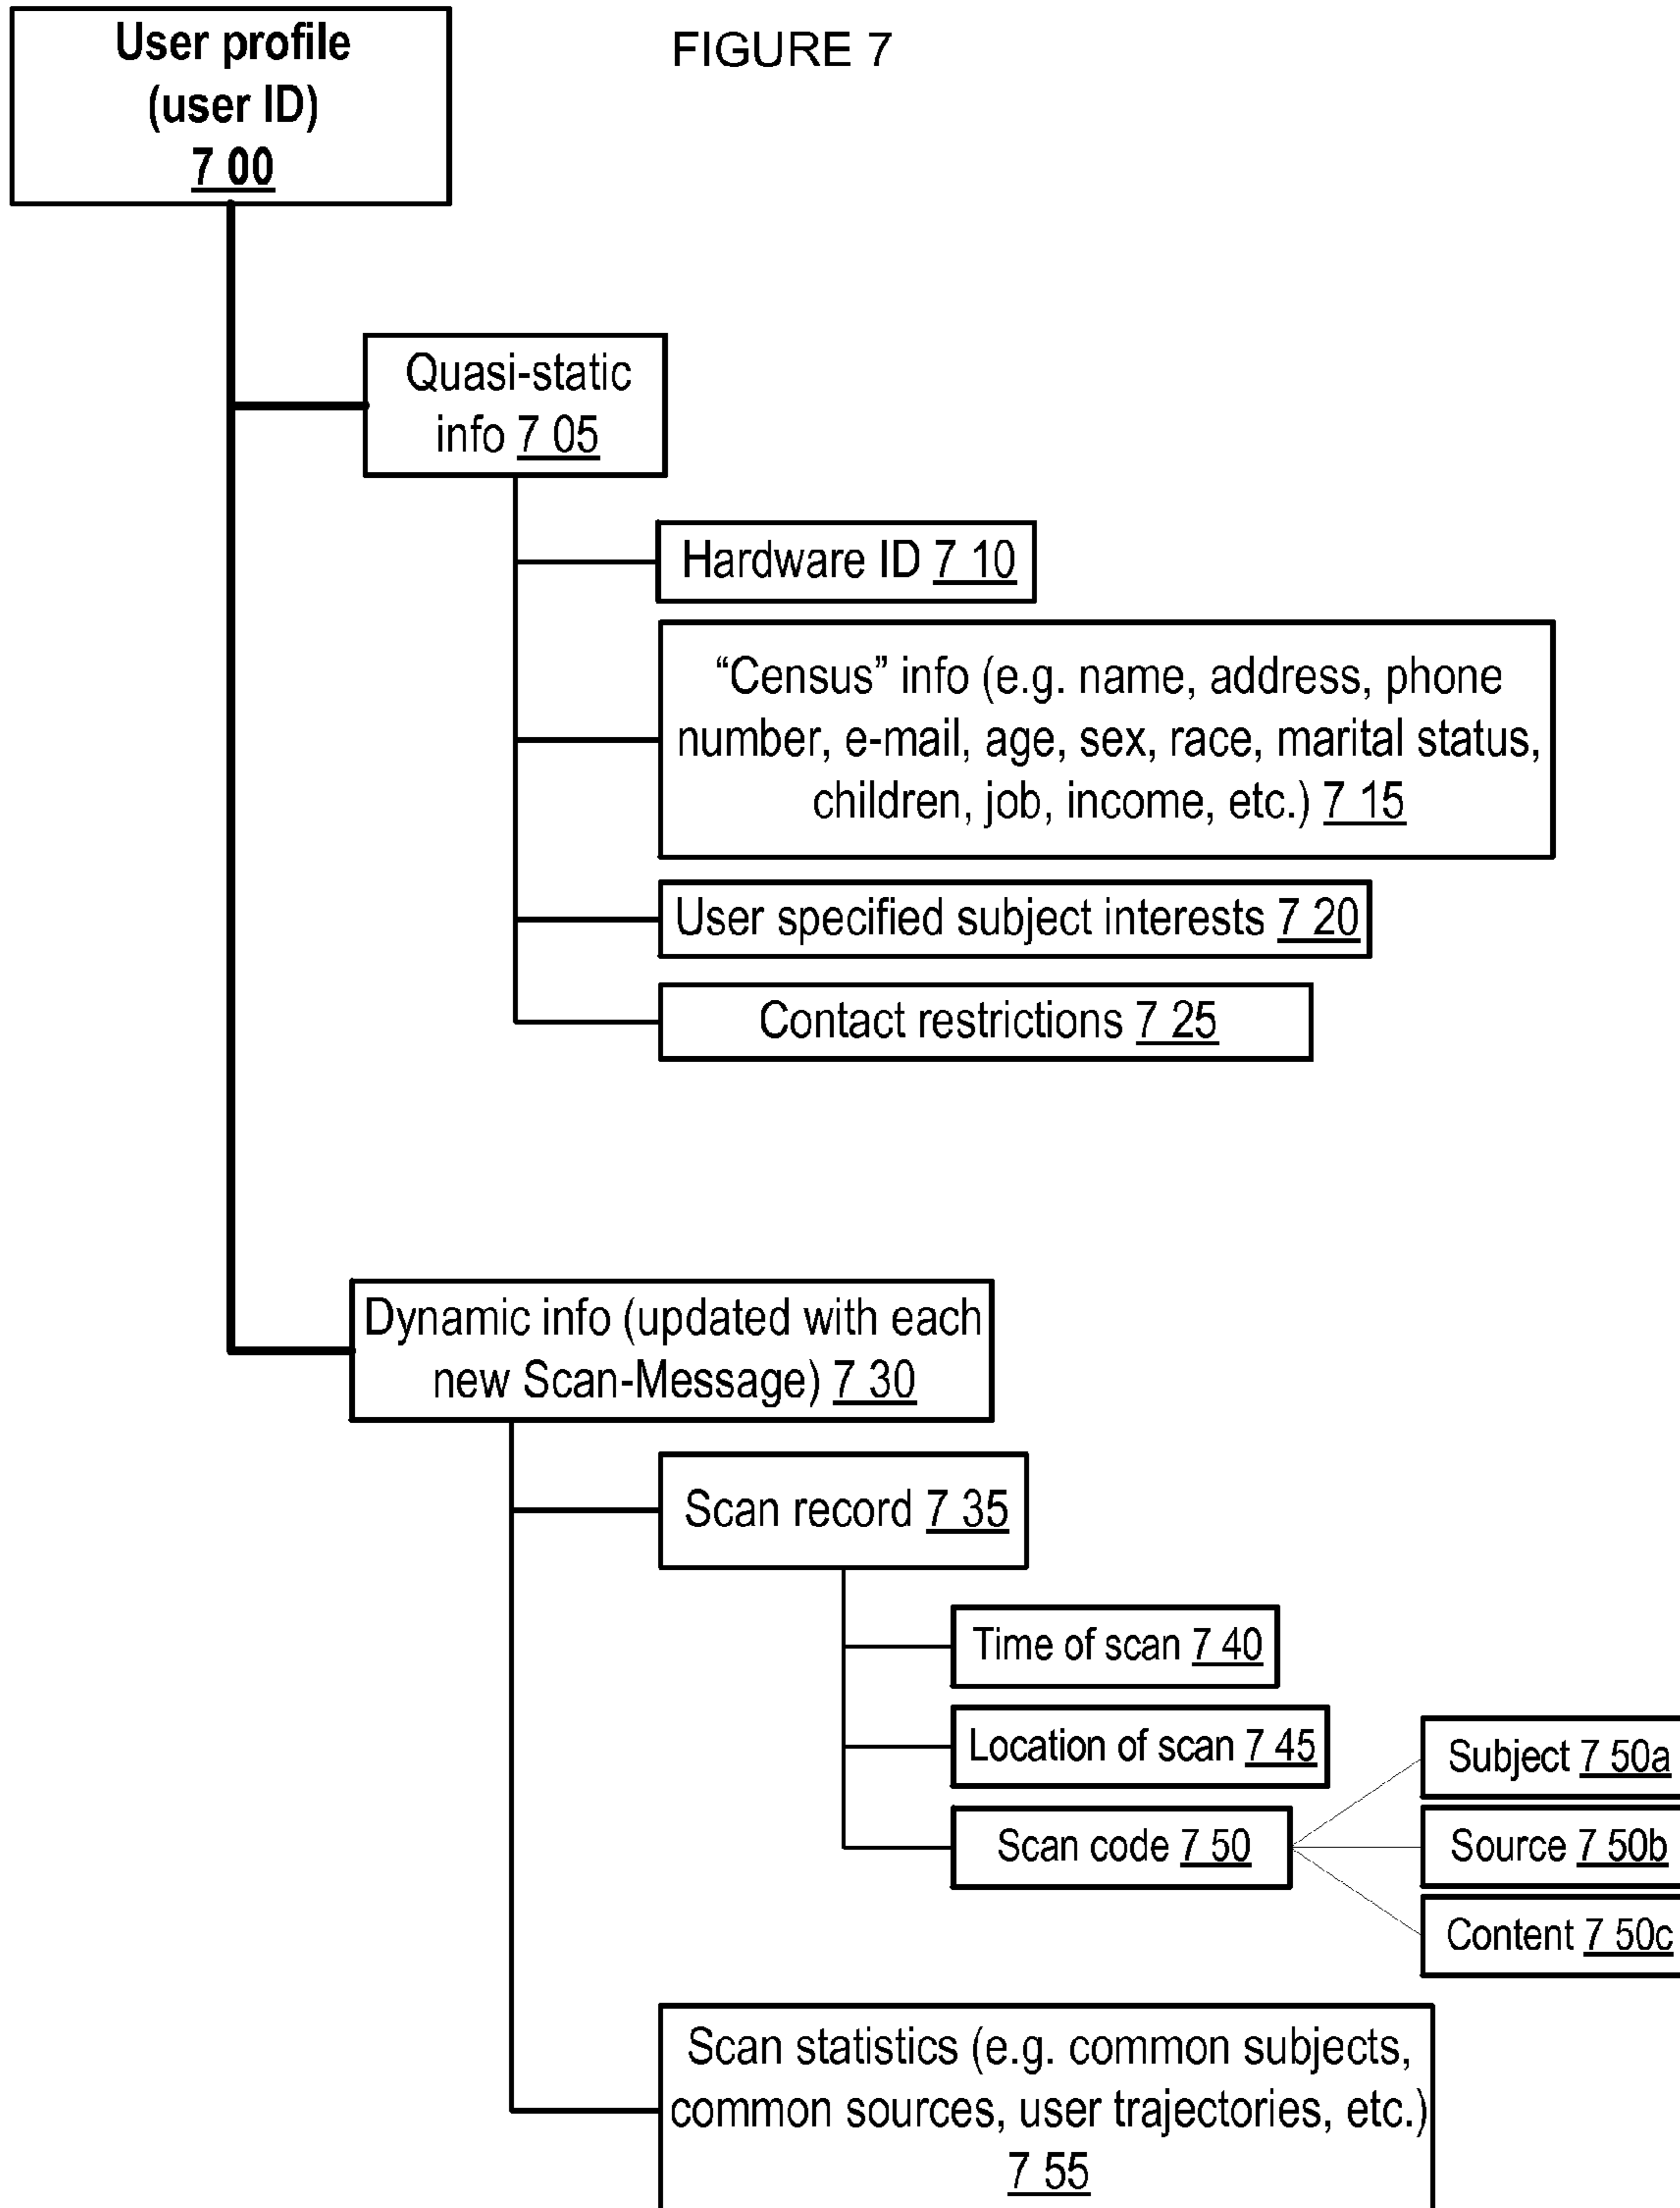 User profile
(user ID)
7 00
FIGURE 7
Quasi-static
info 7 05
Hardware ID 7 10
“Census” info (e.g. name, address, phone
number, e-mail, age, sex, race, marital status,
children, job, income, etc.) 7 15
User specified subject interests 7 20
Contact restrictions 7 25
Dynamic info (updated with each
new Scan-Message) 7 30
Scan record 7 35
Time of scan 7 40
Location of scan 7 45
Scan code 7 50
Subject 7 50a
Source 7 50b
Content 7 50c
Scan statistics (e.g. common subjects,
common sources, user trajectories, etc.)
7 55